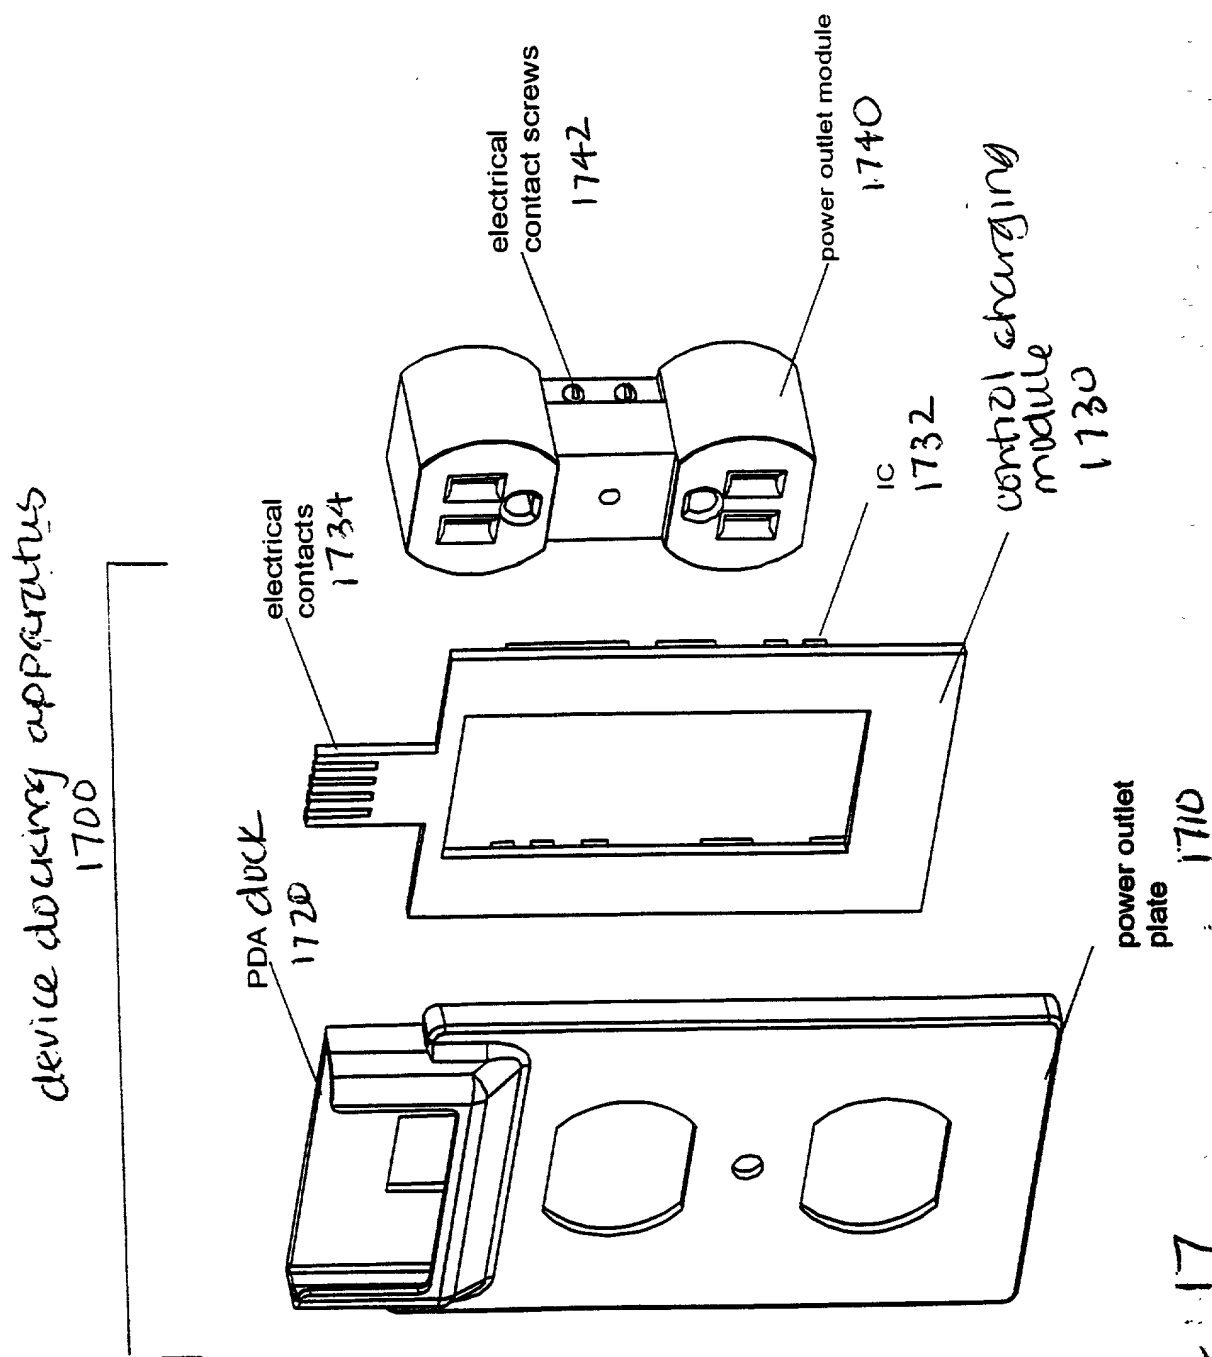 device docking apparatus
1700
PDA dock
1720
electrical
contacts
1734
electrical
contact screws
1742
power outlet module
1740
IC
1732
control charging
module
1730
power outlet
plate 1710
17